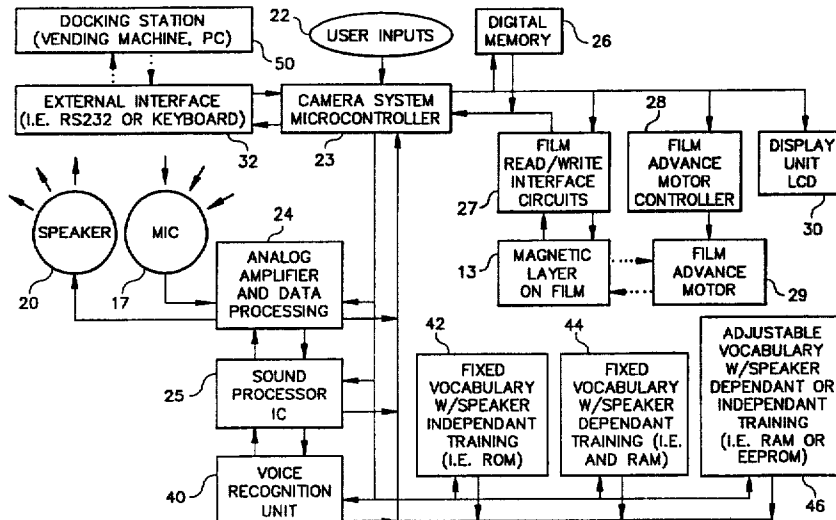 DOCKING STATION
(VENDING MACHINE, PC)
50
22
USER INPUTS
DIGITAL
MEMORY
26
EXTERNAL INTERFACE
(I.E. RS232 OR KEYBOARD)
32
CAMERA SYSTEM
MICROCONTROLLER
23
FILM
READ/WRITE
INTERFACE
CIRCUITS
27
28
FILM
ADVANCE
MOTOR
CONTROLLER
DISPLAY
UNIT
LCD
30
SPEAKER
20
MIC
17
24
ANALOG
AMPLIFIER
AND DATA
PROCESSING
MAGNETIC
LAYER
ON FILM
13
FILM
ADVANCE
MOTOR
29
25
SOUND
PROCESSOR
IC
42
FIXED
VOCABULARY
W/SPEAKER
INDEPENDANT
TRAINING
(I.E. ROM)
44
FIXED
VOCABULARY
W/SPEAKER
DEPENDANT
TRAINING (I.E.
AND RAM)
ADJUSTABLE
VOCABULARY
W/SPEAKER
DEPENDANT OR
INDEPENDANT
TRAINING
(I.E. RAM OR
EEPROM)
46
40
VOICE
RECOGNITION
UNIT